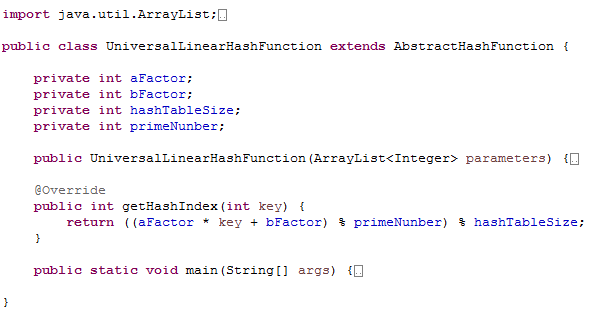 import java.util.ArrayList;
public class UniversalLinearHashFunction extends AbstractHashFunction {
private int aFactor;
private int bFactor;
private int hashTableSize;
private int primeNunber;
public UniversalLinearHashFunction(ArrayList<Integer> parameters) {
@Override
public int getHashIndex(int key) {
return ((aFactor * key + bFactor) % primeNunber) % hashTableSize;
}
public static void main(String[] args) {
}